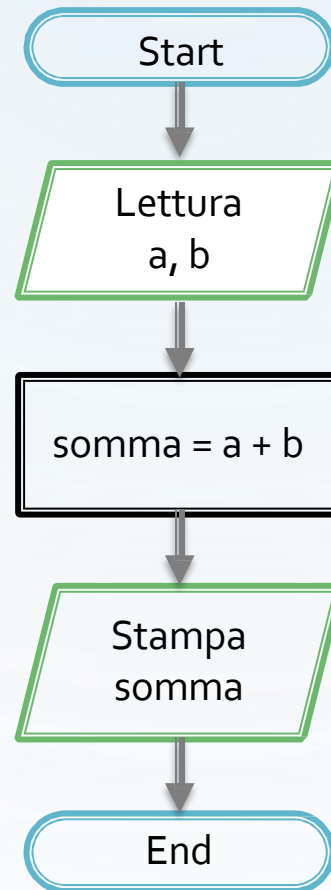 Start
Lettura
a, b
somma = a + b
Stampa
somma
End